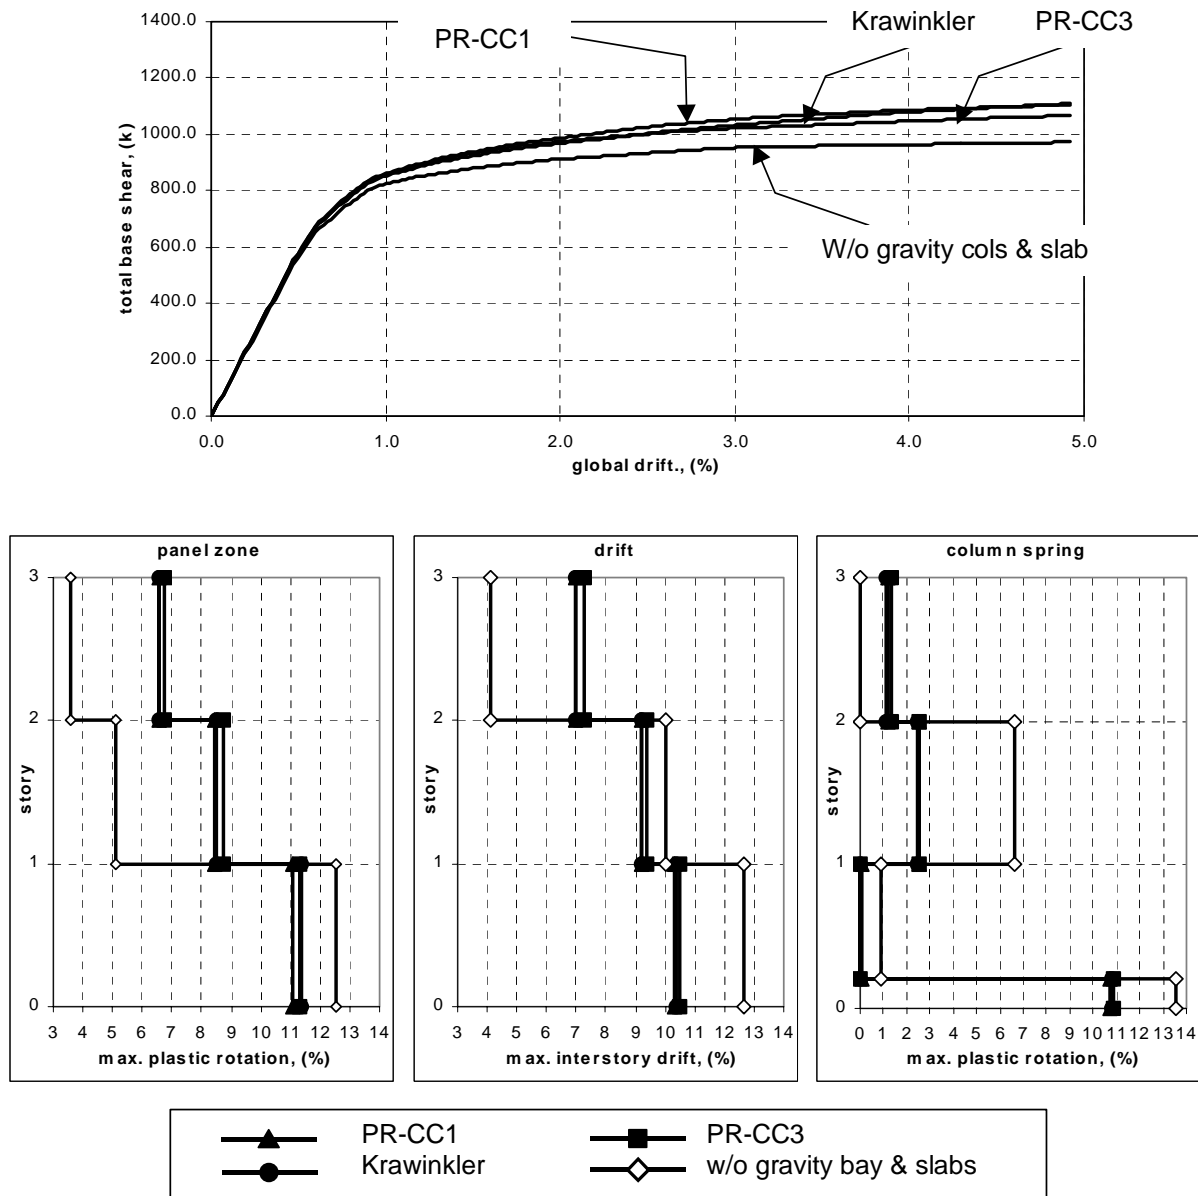 1400.0
1200.0
1000.0
800.0
600.0
400.0
200.0
0.0
total base shear, (k)
PR-CC1
Krawinkler
PR-CC3
W/o gravity cols & slab
0.0 1.0 2.0 3.0 4.0 5.0
global drift., (%)
panel zone
3
2
1
0
story
3 4 5 6 7 8 9 10 11 12 13 14
max. plastic rotation, (%)
drift
3
2
1
0
story
3 4 5 6 7 8 9 10 11 12 13 14
max. interstory drift, (%)
column spring
3
2
1
0
story
0 1 2 3 4 5 6 7 8 9 10 11 12 13 14
max. plastic rotation, (%)
PR-CC1 PR-CC3
Krawinkler w/o gravity bay & slabs